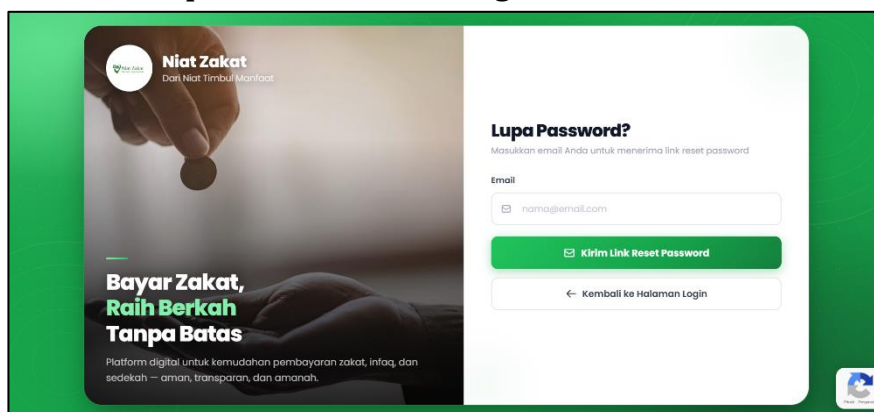 Niat Zakat
Niat Zakat
Dari Niat Timbul Manfaat
Bayar Zakat,
Raih Berkah
Tanpa Batas
Platform digital untuk kemudahan pembayaran zakat, infaq, dan
sedekah — aman, transparan, dan amanah.
Lupa Password?
Masukkan email Anda untuk menerima link reset password
Email
nama@email.com
Kirim Link Reset Password
← Kembali ke Halaman Login